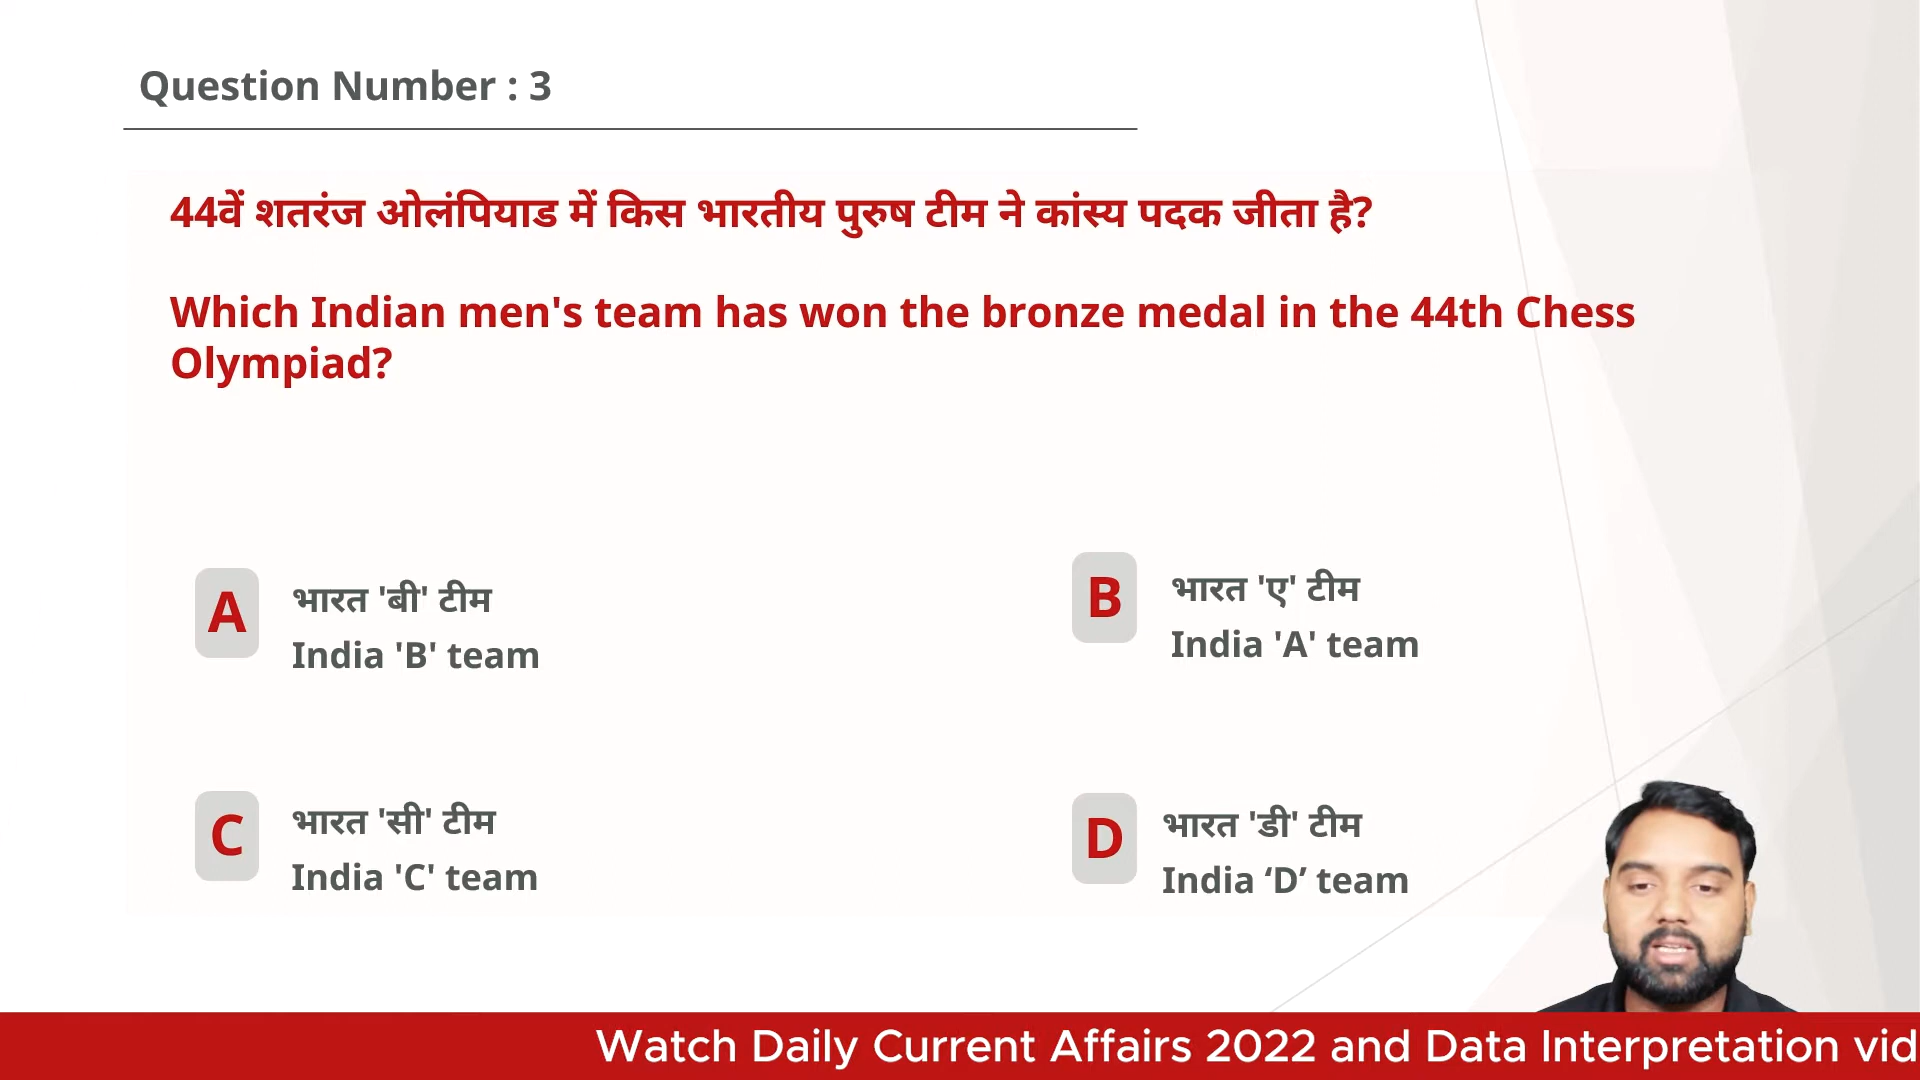 Question Number : 3
44वें शतरंज ओलंपियाड में किस भारतीय पुरुष टीम ने कांस्य पदक जीता है?
Which Indian men's team has won the bronze medal in the 44th Chess
Olympiad?
A
भारत 'बी' टीम
India 'B' team
B
भारत 'ए' टीम
India 'A' team
C
भारत 'सी' टीम
India 'C' team
D
भारत 'डी' टीम
India ‘D’ team
Watch Daily Current Affairs 2022 and Data Interpretation vid